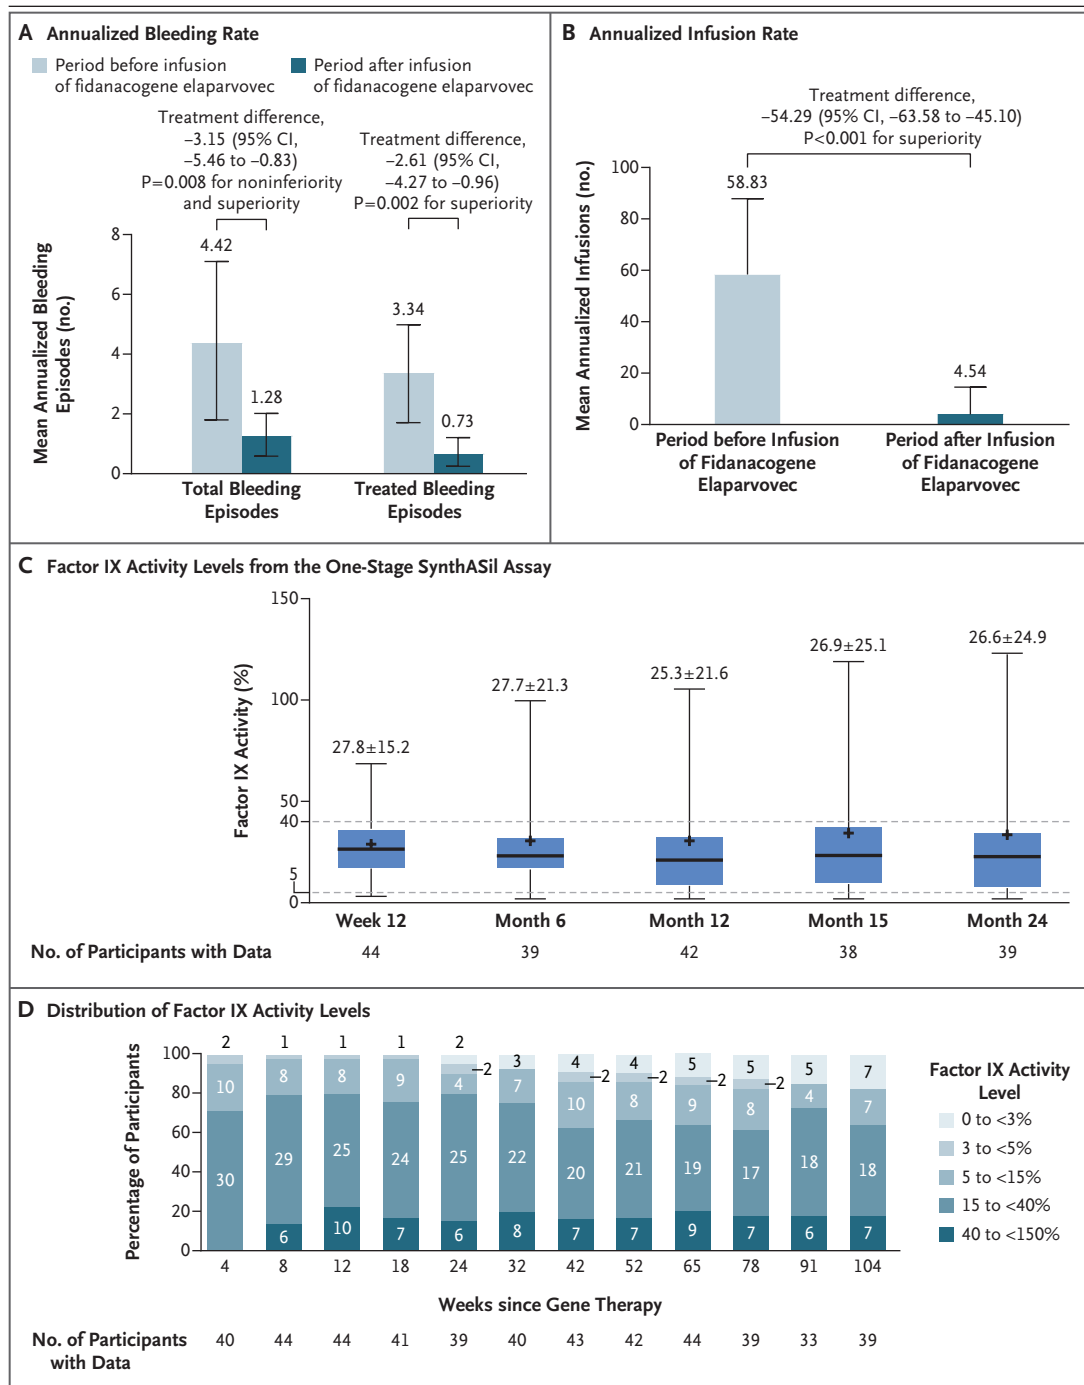 A Annualized Bleeding Rate
Period before infusion
of fidanacogene elaparvovec
Period after infusion
of fidanacogene elaparvovec
Treatment difference,
−3.15 (95% CI,
−5.46 to −0.83)
P=0.008 for noninferiority
and superiority
Treatment difference,
−2.61 (95% CI,
−4.27 to −0.96)
P=0.002 for superiority
Mean Annualized Bleeding
Episodes (no.)
8
6
4
2
0
4.42
1.28
3.34
0.73
Total Bleeding
Episodes
Treated Bleeding
Episodes
B Annualized Infusion Rate
Treatment difference,
−54.29 (95% CI, −63.58 to −45.10)
P<0.001 for superiority
Mean Annualized Infusions (no.)
100
80
60
40
20
0
58.83
4.54
Period before Infusion
of Fidanacogene
Elaparvovec
Period after Infusion
of Fidanacogene
Elaparvovec
C Factor IX Activity Levels from the One-Stage SynthASil Assay
Factor IX Activity (%)
150
100
50
40
5
0
27.8±15.2
27.7±21.3
25.3±21.6
26.9±25.1
26.6±24.9
Week 12 Month 6 Month 12 Month 15 Month 24
No. of Participants with Data 44 39 42 38 39
D Distribution of Factor IX Activity Levels
Percentage of Participants
100
80
60
40
20
0
2 1 1 1 2
3 4 4 5 5 5 7
−2 −2 −2 −2 −2
10 8 8 9 4 7 10 8 9 8 4 7
30 29 25 24 25 22 20 21 19 17 18 18
6 10 7 6 8 7 7 9 7 6 7
4 8 12 18 24 32 42 52 65 78 91 104
Weeks since Gene Therapy
No. of Participants
with Data
40 44 44 41 39 40 43 42 44 39 33 39
Factor IX Activity
Level
0 to <3%
3 to <5%
5 to <15%
15 to <40%
40 to <150%